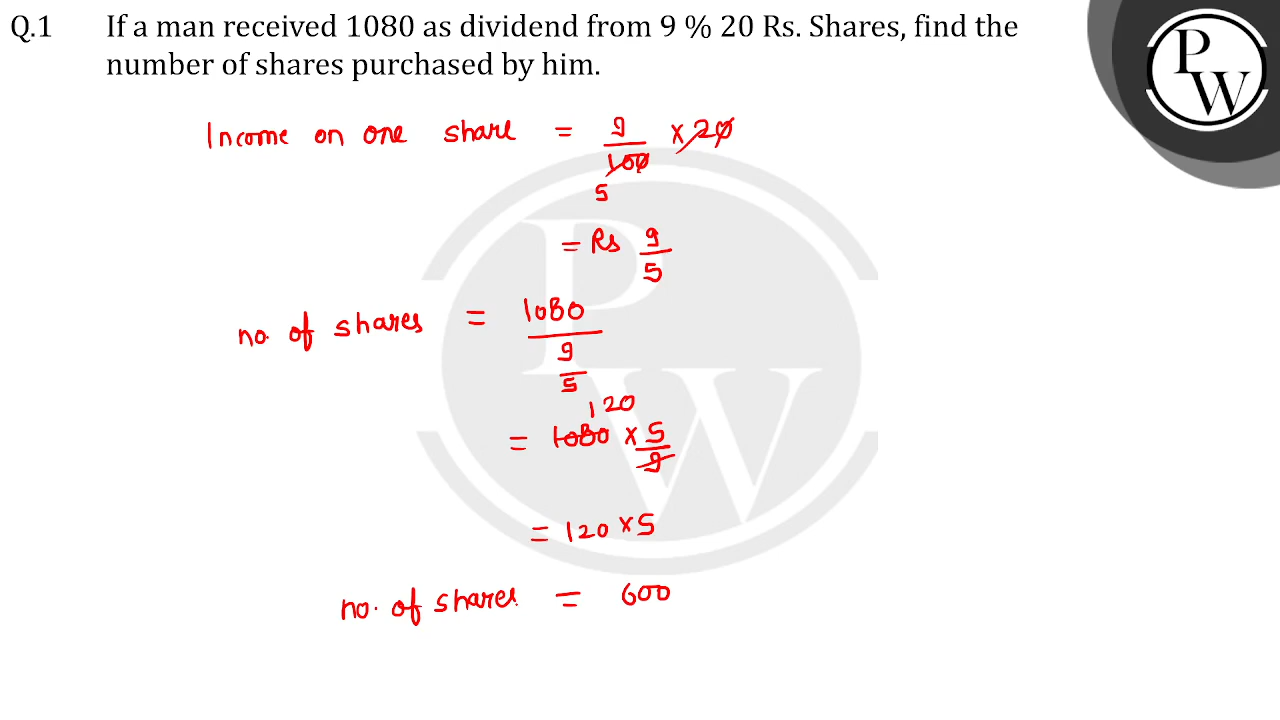 Q.1 If a man received 1080 as dividend from 9 % 20 Rs. Shares, find the
number of shares purchased by him.
P
W
Income on one share = 9/100 × 20
5
= Rs 9/5
no. of shares = 1080/(9/5)
120
= 1080 × 5/9
= 120 × 5
no. of shares = 600
PW